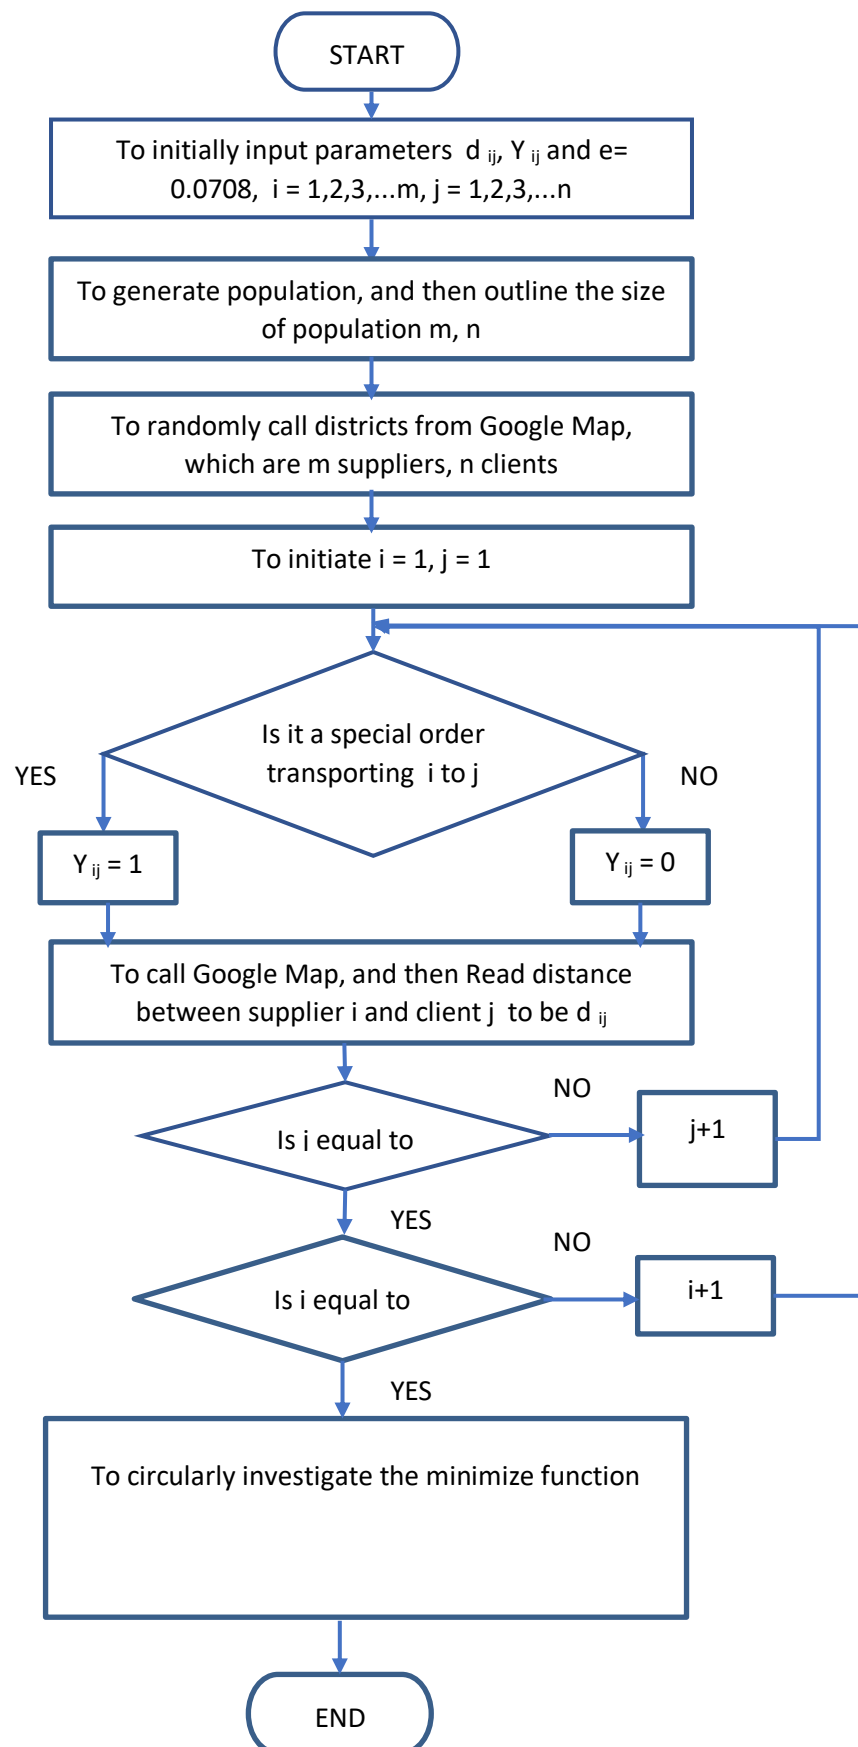 START
To initially input parameters d ij, Y ij and e=
0.0708, i = 1,2,3,...m, j = 1,2,3,...n
To generate population, and then outline the size
of population m, n
To randomly call districts from Google Map,
which are m suppliers, n clients
To initiate i = 1, j = 1
Is it a special order
transporting i to j
YES
NO
Y ij = 1
Y ij = 0
To call Google Map, and then Read distance
between supplier i and client j to be d ij
NO
Is j equal to
j+1
YES
NO
Is i equal to
i+1
YES
To circularly investigate the minimize function
END